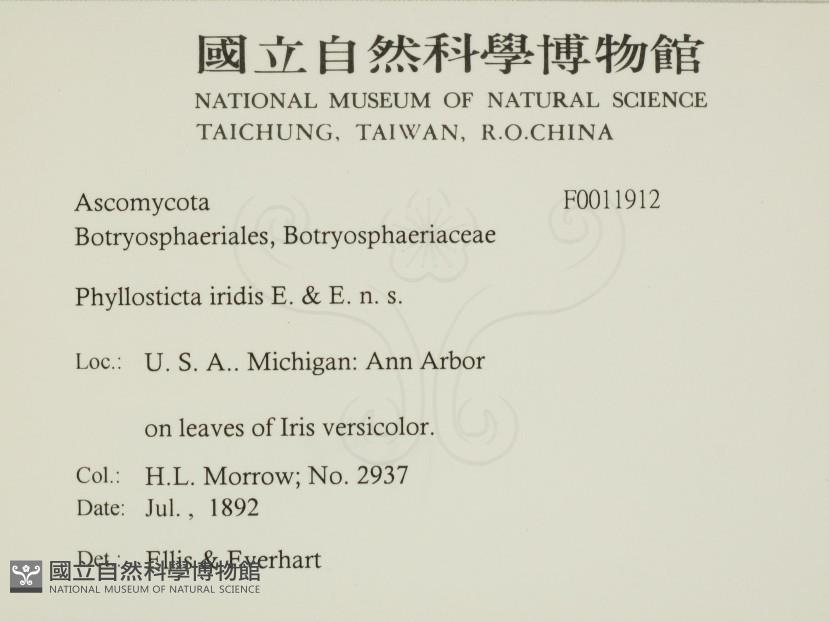 國立自然科學博物館
NATIONAL MUSEUM OF NATURAL SCIENCE
TAICHUNG, TAIWAN, R.O.CHINA
Ascomycota F0011912
Botryosphaeriales, Botryosphaeriaceae
Phyllosticta iridis E. & E. n. s.
Loc.: U. S. A.. Michigan: Ann Arbor
on leaves of Iris versicolor.
Col.: H.L. Morrow; No. 2937
Date: Jul. , 1892
Det.: Ellis & Everhart
國立自然科學博物館
NATIONAL MUSEUM OF NATURAL SCIENCE